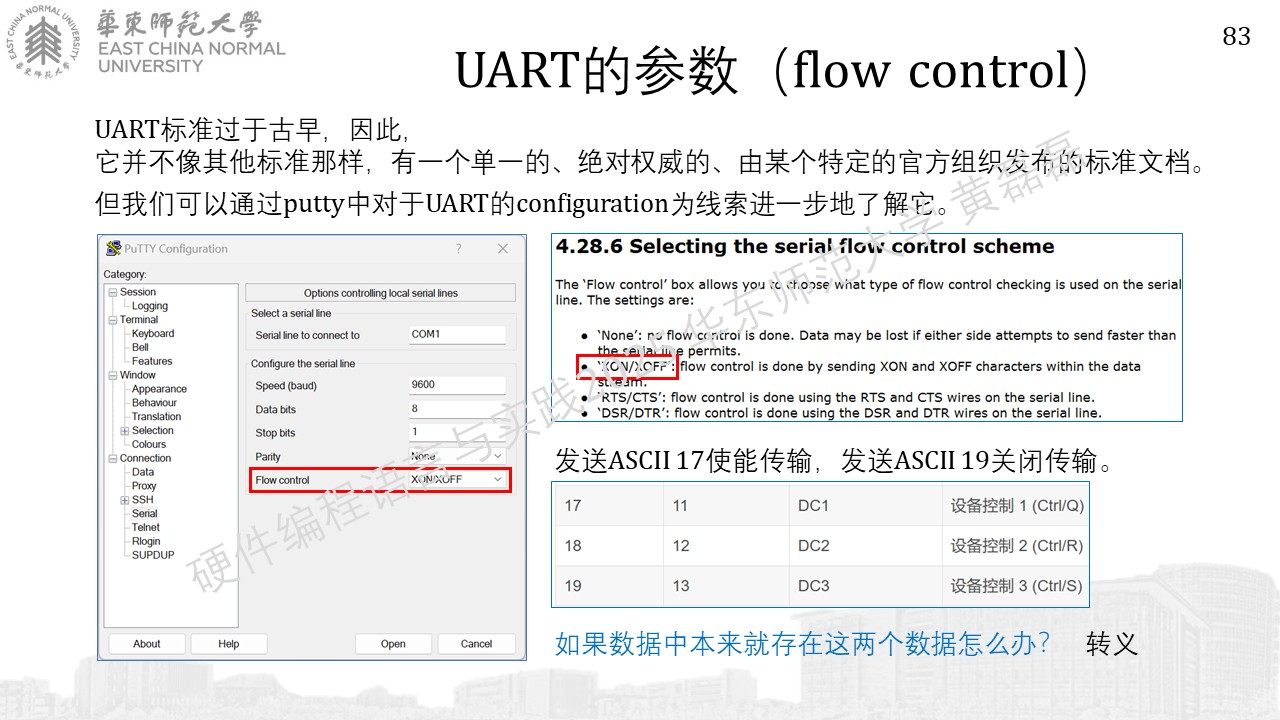 EAST CHINA NORMAL UNIVERSITY
華東師範大學
華東師範大學
EAST CHINA NORMAL
UNIVERSITY
83
UART的参数（flow control）
UART标准过于古早，因此，
它并不像其他标准那样，有一个单一的、绝对权威的、由某个特定的官方组织发布的标准文档。
但我们可以通过putty中对于UART的configuration为线索进一步地了解它。
PuTTY Configuration
?
Category:
Session
Logging
Terminal
Keyboard
Bell
Features
Window
Appearance
Behaviour
Translation
Selection
Colours
Connection
Data
Proxy
SSH
Serial
Telnet
Rlogin
SUPDUP
Options controlling local serial lines
Select a serial line
Serial line to connect to COM1
Configure the serial line
Speed (baud) 9600
Data bits 8
Stop bits 1
Parity None
Flow control XON/XOFF
About Help Open Cancel
4.28.6 Selecting the serial flow control scheme
The ‘Flow control’ box allows you to choose what type of flow control checking is used on the serial
line. The settings are:
• ‘None’: no flow control is done. Data may be lost if either side attempts to send faster than
the serial line permits.
• ‘XON/XOFF’: flow control is done by sending XON and XOFF characters within the data
stream.
• ‘RTS/CTS’: flow control is done using the RTS and CTS wires on the serial line.
• ‘DSR/DTR’: flow control is done using the DSR and DTR wires on the serial line.
发送ASCII 17使能传输，发送ASCII 19关闭传输。
17 11 DC1 设备控制 1 (Ctrl/Q)
18 12 DC2 设备控制 2 (Ctrl/R)
19 13 DC3 设备控制 3 (Ctrl/S)
如果数据中本来就存在这两个数据怎么办？ 转义
硬件编程语言与实践2025 华东师范大学 黄磊磊